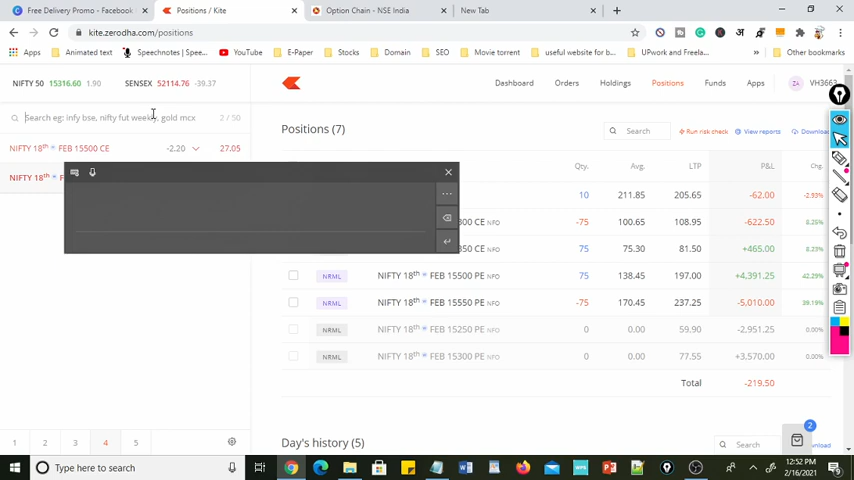 Free Delivery Promo - Facebook
Positions / Kite
Option Chain - NSE India
New Tab
kite.zerodha.com/positions
Apps
Animated text
Speechnotes | Spee...
YouTube
E-Paper
Stocks
Domain
SEO
Movie torrent
useful website for b...
UPwork and Freela...
Other bookmarks
NIFTY 50 15316.60 1.90
SENSEX 52114.76 -39.37
Dashboard
Orders
Holdings
Positions
Funds
Apps
ZA
VH3663
Search eg: infy bse, nifty fut weekly, gold mcx
2 / 50
Positions (7)
Search
Run risk check
View reports
Download
NIFTY 18th FEB 15500 CE -2.20 27.05
NIFTY 18th F
Qty. Avg. LTP P&L Chg.
10 211.85 205.65 -62.00 -2.93%
00 CE NFO -75 100.65 108.95 -622.50 8.25%
50 CE NFO 75 75.30 81.50 +465.00 8.23%
NRML NIFTY 18th FEB 15500 PE NFO 75 138.45 197.00 +4,391.25 42.29%
NRML NIFTY 18th FEB 15550 PE NFO -75 170.45 237.25 -5,010.00 39.19%
NRML NIFTY 18th FEB 15250 PE NFO 0 0.00 59.90 -2,951.25 0.00%
NRML NIFTY 18th FEB 15300 PE NFO 0 0.00 77.55 +3,570.00 0.00%
Total -219.50
Day's history (5)
Search
2
1 2 3 4 5
Type here to search
12:52 PM
2/16/2021